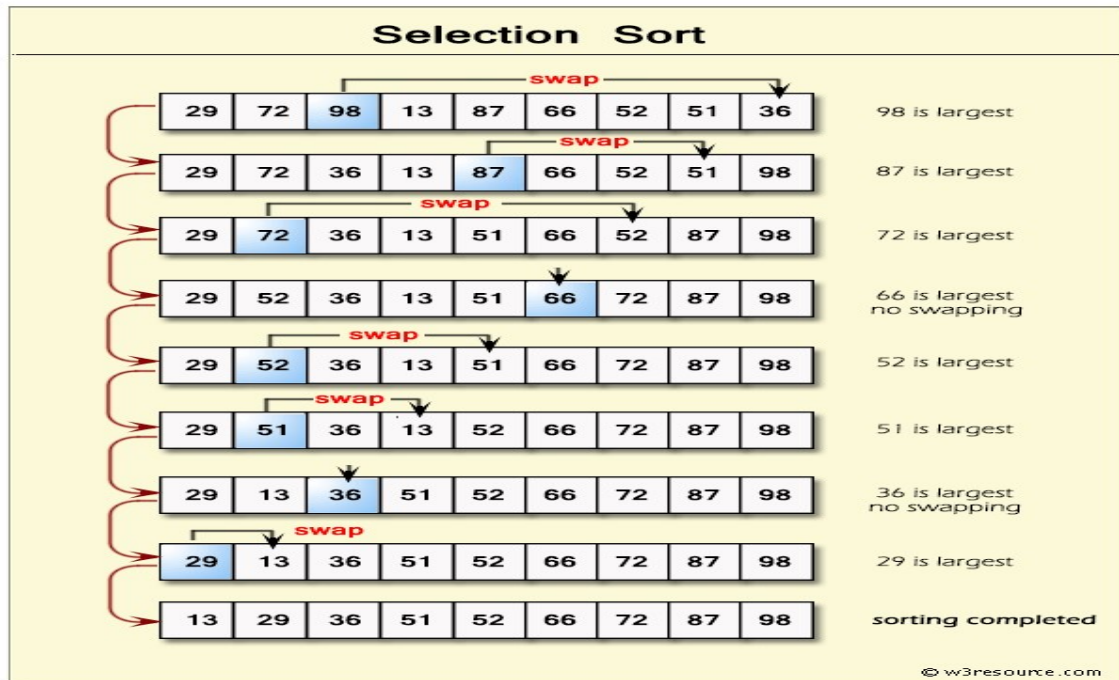 Selection Sort
swap
29 72 98 13 87 66 52 51 36 98 is largest
swap
29 72 36 13 87 66 52 51 98 87 is largest
swap
29 72 36 13 51 66 52 87 98 72 is largest
29 52 36 13 51 66 72 87 98 66 is largest
no swapping
swap
29 52 36 13 51 66 72 87 98 52 is largest
swap
29 51 36 13 52 66 72 87 98 51 is largest
29 13 36 51 52 66 72 87 98 36 is largest
no swapping
swap
29 13 36 51 52 66 72 87 98 29 is largest
13 29 36 51 52 66 72 87 98 sorting completed
© w3resource.com